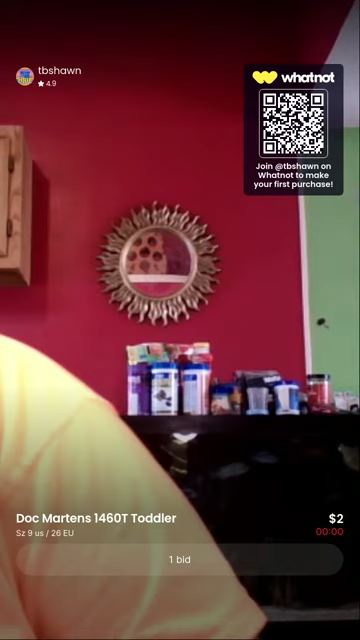 tbshawn
4.9
whatnot
Join @tbshawn on
Whatnot to make
your first purchase!
Doc Martens 1460T Toddler
$2
Sz 9 us / 26 EU
00:00
1 bid